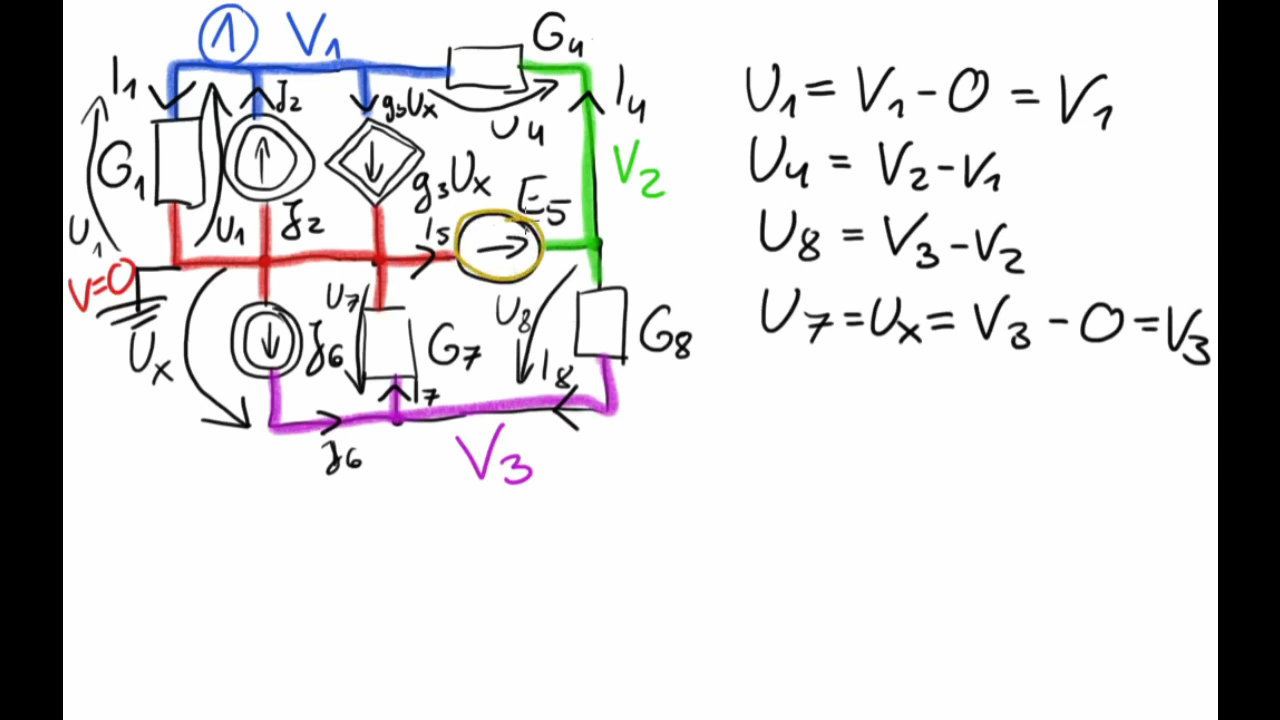 ① V₁
G₄
I₁
J₂
g₃Uₓ
U₄
I₄
G₁
U₁
U₁
J₂
g₃Uₓ
V₂
I₅
E₅
V=0
Uₓ
J₆
U₇
G₇
I₇
U₈
I₈
G₈
J₆
V₃
U₁ = V₁ - 0 = V₁
U₄ = V₂ - V₁
U₈ = V₃ - V₂
U₇ = Uₓ = V₃ - 0 = V₃